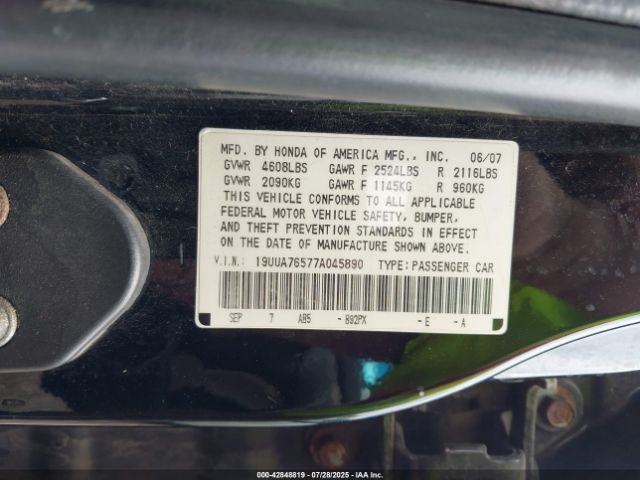 MFD. BY HONDA OF AMERICA MFG., INC. 06/07
GVWR 4608LBS GAWR F 2524LBS R 2116LBS
GVWR 2090KG GAWR F 1145KG R 960KG
THIS VEHICLE CONFORMS TO ALL APPLICABLE
FEDERAL MOTOR VEHICLE SAFETY, BUMPER,
AND THEFT PREVENTION STANDARDS IN EFFECT
ON THE DATE OF MANUFACTURE SHOWN ABOVE.
V.I.N.: 19UUA76577A045890 TYPE: PASSENGER CAR
SEP 7 AB5 - B92PX - E - A
000-42848819 | 07/28/2025 | IAA Inc.